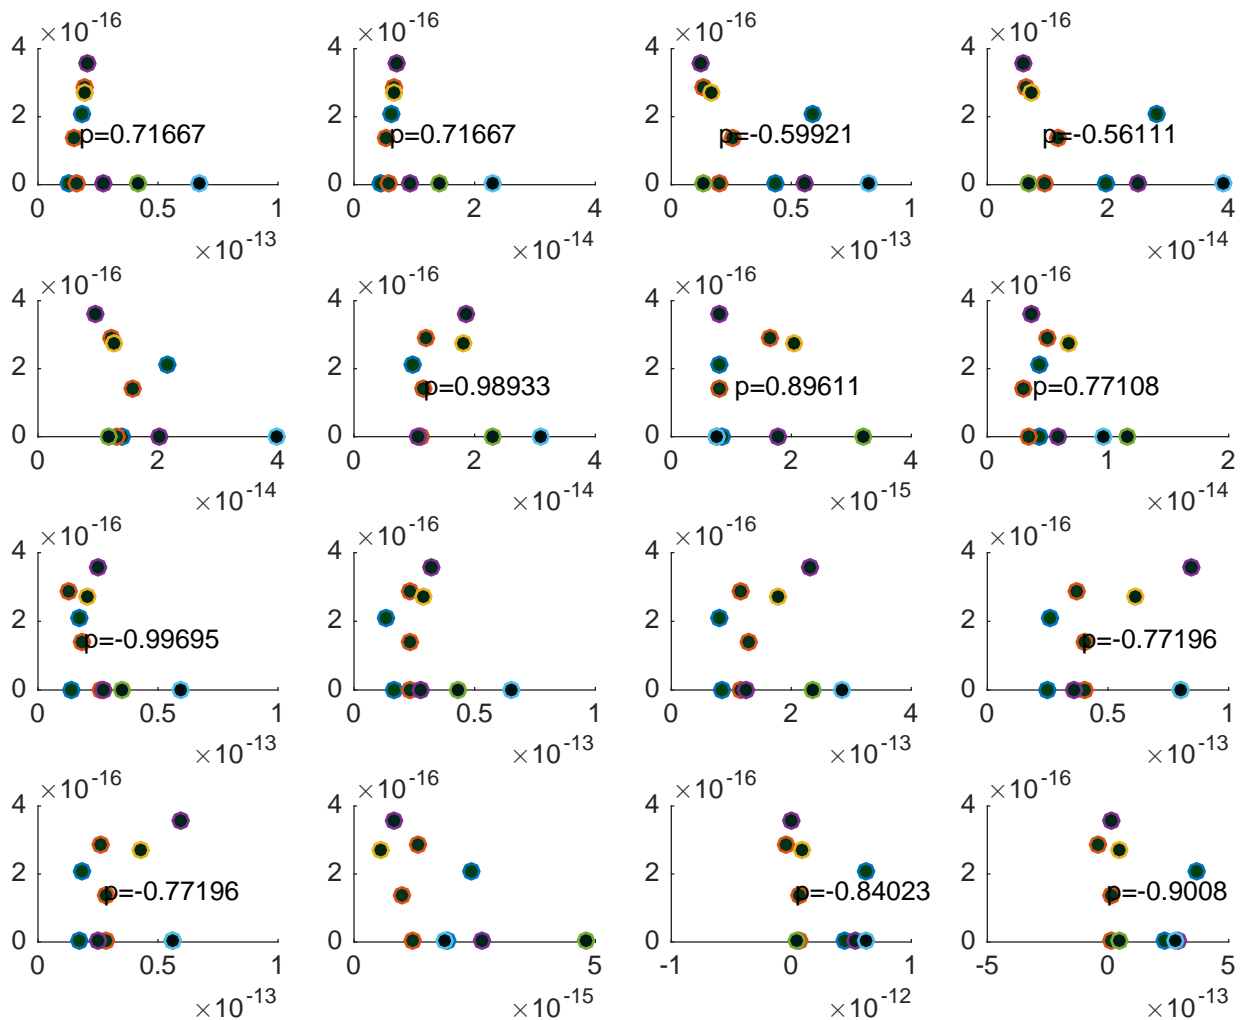 ×10-16 ×10-16 ×10-16 ×10-16
4 4 4 4
2 2 2 2
p=0.71667 p=0.71667 p=-0.59921 p=-0.56111
0 0 0 0
0 0.5 1 0 2 4 0 0.5 1 0 2 4
×10-13 ×10-14 ×10-13 ×10-14
×10-16 ×10-16 ×10-16 ×10-16
4 4 4 4
2 2 2 2
p=0.98933 p=0.89611 p=0.77108
0 0 0 0
0 2 4 0 2 4 0 2 4 0 1 2
×10-14 ×10-14 ×10-15 ×10-14
×10-16 ×10-16 ×10-16 ×10-16
4 4 4 4
2 2 2 2
p=-0.99695 p=-0.77196
0 0 0 0
0 0.5 1 0 0.5 1 0 2 4 0 0.5 1
×10-13 ×10-13 ×10-13 ×10-13
×10-16 ×10-16 ×10-16 ×10-16
4 4 4 4
2 2 2 2
p=-0.77196 p=-0.84023 p=-0.9008
0 0 0 0
0 0.5 1 0 5 -1 0 1 -5 0 5
×10-13 ×10-15 ×10-12 ×10-13